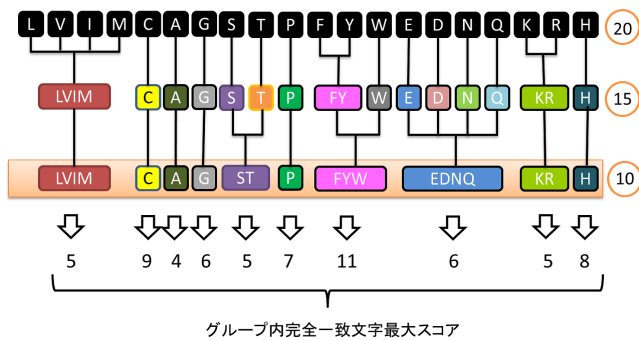 L V I M C A G S T P F Y W E D N Q K R H 20
LVIM C A G S T P FY W E D N Q KR H 15
LVIM C A G ST P FYW EDNQ KR H 10
5 9 4 6 5 7 11 6 5 8
グループ内完全一致文字最大スコア